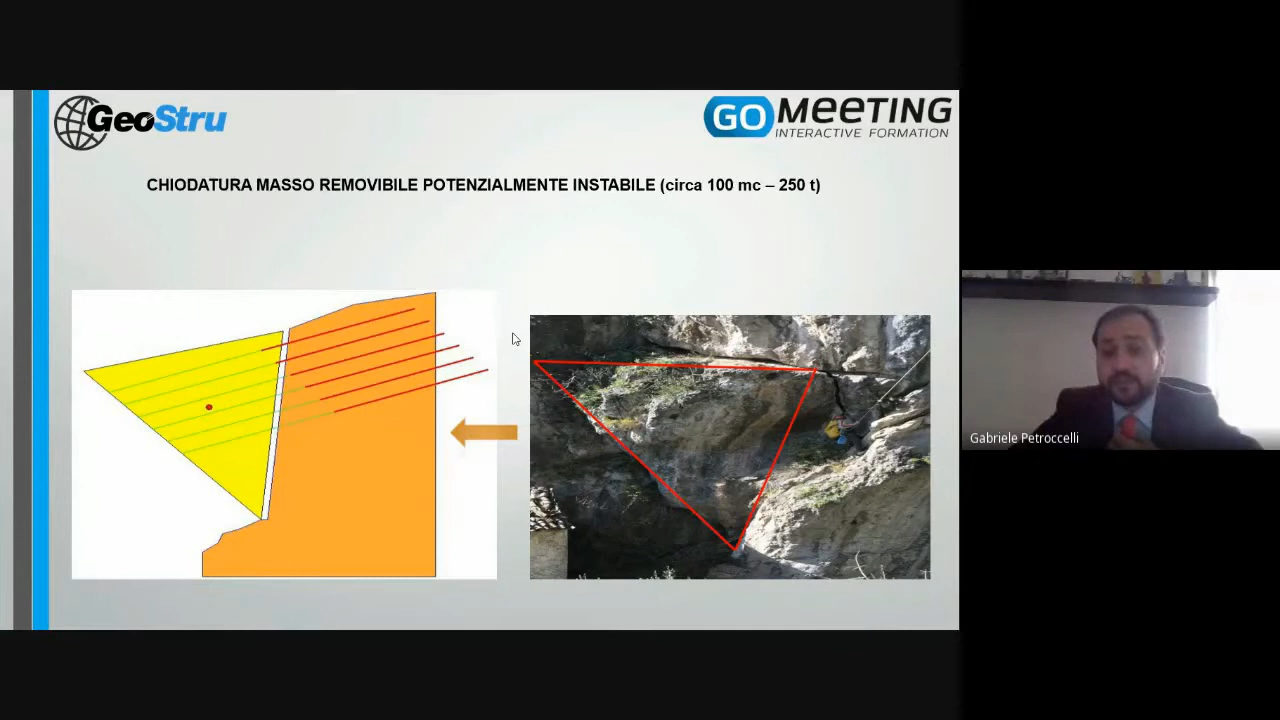 GeoStru
GO MEETING
INTERACTIVE FORMATION
CHIODATURA MASSO REMOVIBILE POTENZIALMENTE INSTABILE (circa 100 mc – 250 t)
Gabriele Petroccelli